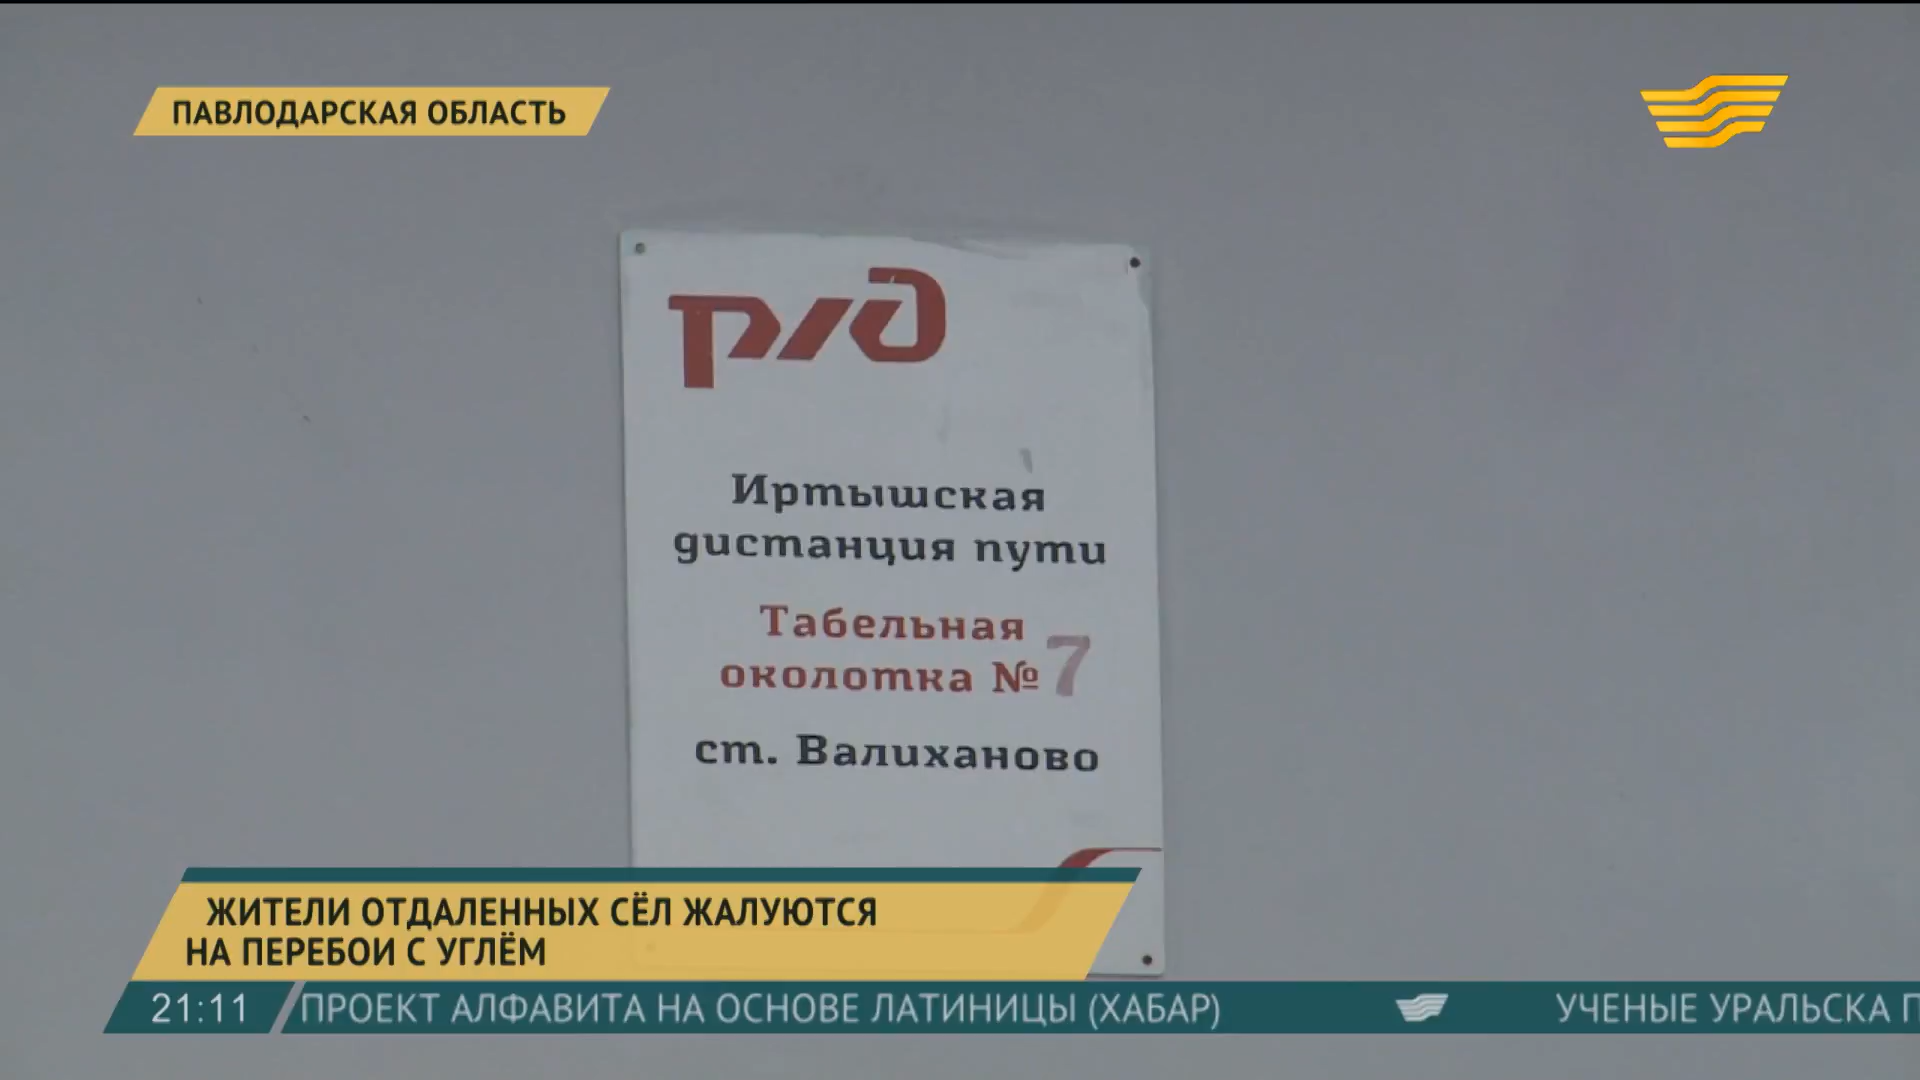 ПАВЛОДАРСКАЯ ОБЛАСТЬ
РЖД
Иртышская
дистанция пути
Табельная
околотка № 7
ст. Валиханово
ЖИТЕЛИ ОТДАЛЕННЫХ СЁЛ ЖАЛУЮТСЯ
НА ПЕРЕБОИ С УГЛЁМ
21:11 ПРОЕКТ АЛФАВИТА НА ОСНОВЕ ЛАТИНИЦЫ (ХАБАР) УЧЕНЫЕ УРАЛЬСКА П